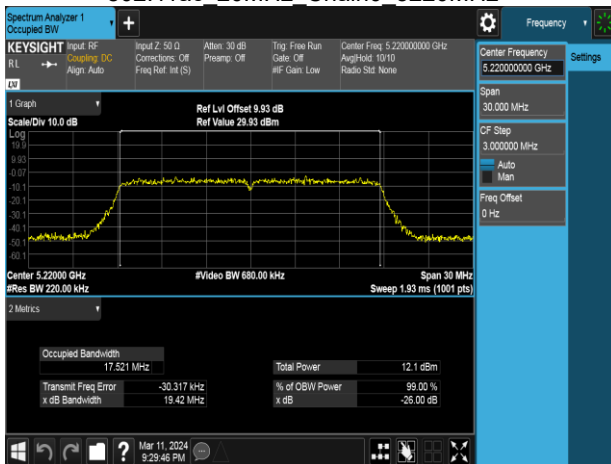 Spectrum Analyzer 1
Occupied BW
+
Frequency
KEYSIGHT
RL
LXI
Input: RF
Coupling: DC
Align: Auto
Input Z: 50 Ω
Corrections: Off
Freq Ref: Int (S)
Atten: 30 dB
Preamp: Off
Trig: Free Run
Gate: Off
#IF Gain: Low
Center Freq: 5.220000000 GHz
Avg|Hold: 10/10
Radio Std: None
Center Frequency
5.220000000 GHz
Settings
Span
30.000 MHz
CF Step
3.000000 MHz
Auto
Man
Freq Offset
0 Hz
1 Graph
Scale/Div 10.0 dB
Ref Lvl Offset 9.93 dB
Ref Value 29.93 dBm
Log
19.9
9.93
-0.07
-10.1
-20.1
-30.1
-40.1
-50.1
-60.1
Center 5.22000 GHz
#Video BW 680.00 kHz
Span 30 MHz
#Res BW 220.00 kHz
Sweep 1.93 ms (1001 pts)
2 Metrics
Occupied Bandwidth
17.521 MHz
Total Power
12.1 dBm
Transmit Freq Error
-30.317 kHz
% of OBW Power
99.00 %
x dB Bandwidth
19.42 MHz
x dB
-26.00 dB
?
Mar 11, 2024
9:29:46 PM